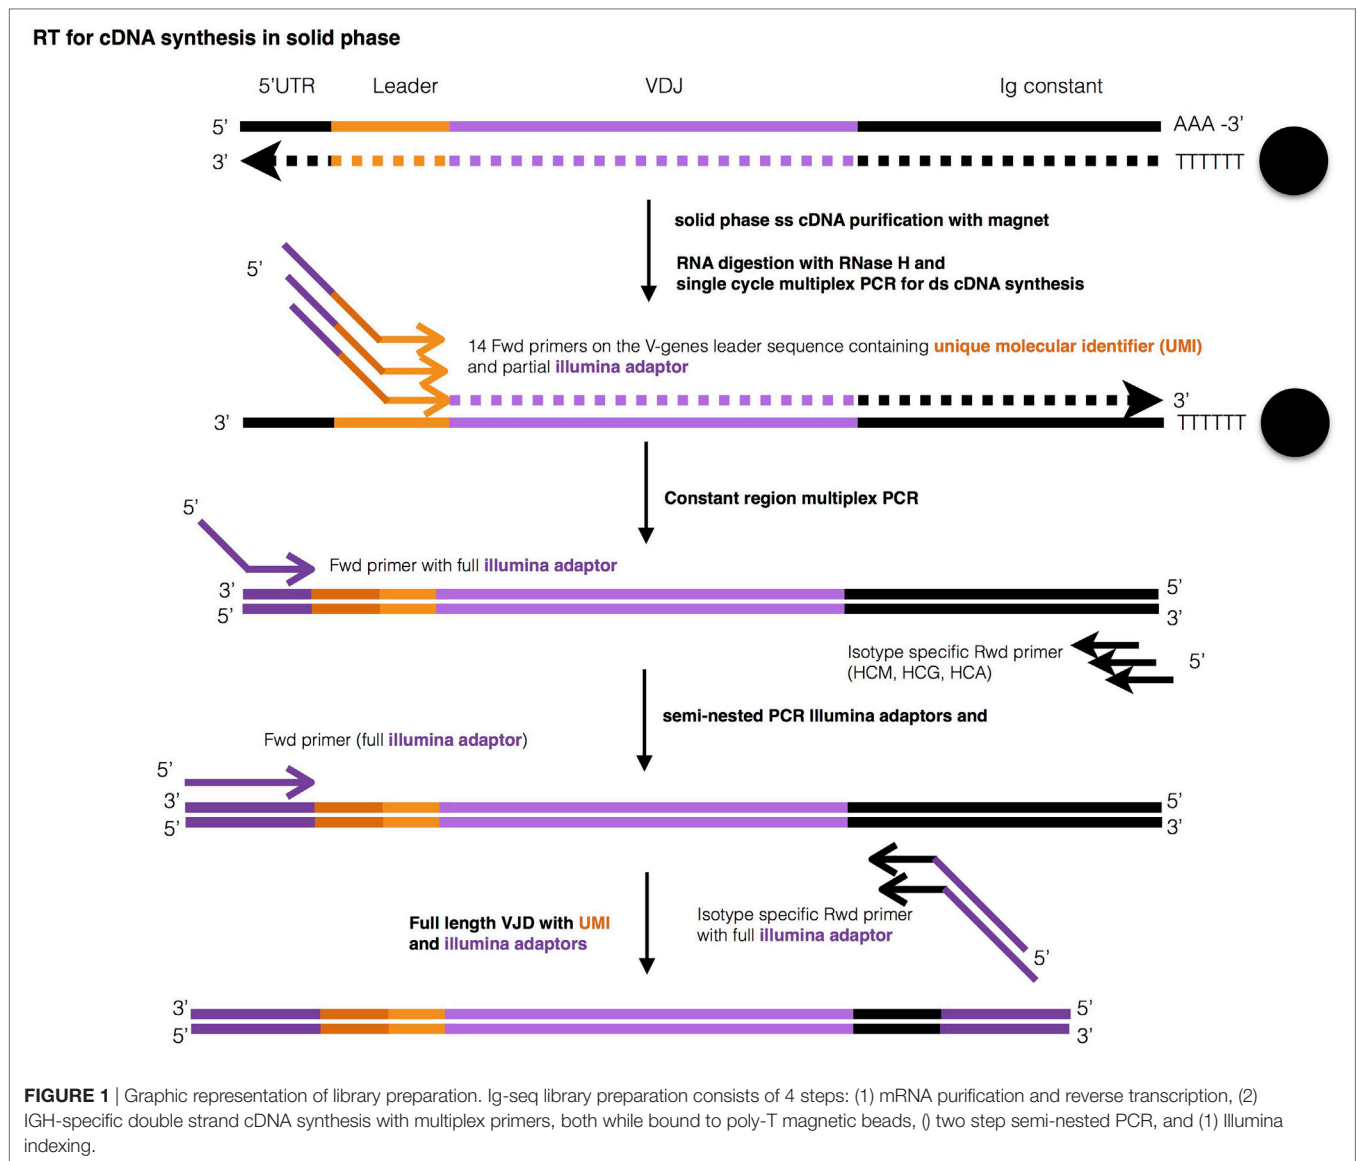 RT for cDNA synthesis in solid phase
5'UTR Leader VDJ Ig constant
5' AAA -3'
3' TTTTTT
solid phase ss cDNA purification with magnet
RNA digestion with RNase H and
single cycle multiplex PCR for ds cDNA synthesis
5'
14 Fwd primers on the V-genes leader sequence containing unique molecular identifier (UMI)
and partial illumina adaptor
3'
3' TTTTTT
Constant region multiplex PCR
5'
Fwd primer with full illumina adaptor
3' 5'
5' 3'
Isotype specific Rwd primer
(HCM, HCG, HCA)
5'
semi-nested PCR Illumina adaptors and
Fwd primer (full illumina adaptor)
5'
3' 5'
5' 3'
Full length VJD with UMI
and illumina adaptors
Isotype specific Rwd primer
with full illumina adaptor
5'
3' 5'
5' 3'
FIGURE 1 | Graphic representation of library preparation. Ig-seq library preparation consists of 4 steps: (1) mRNA purification and reverse transcription, (2)
IGH-specific double strand cDNA synthesis with multiplex primers, both while bound to poly-T magnetic beads, () two step semi-nested PCR, and (1) Illumina
indexing.